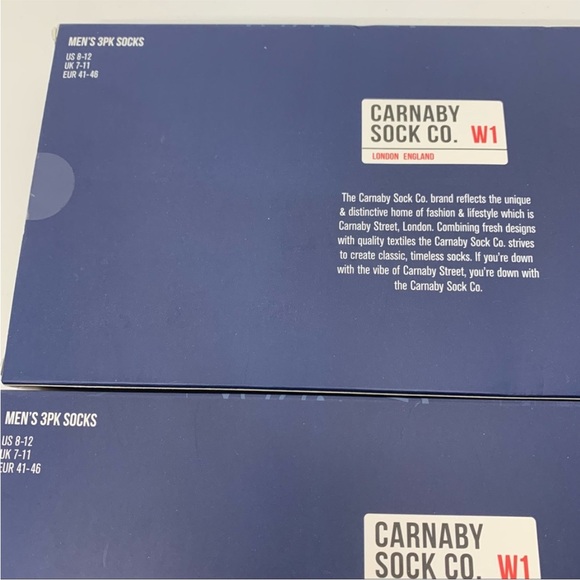 MEN'S 3PK SOCKS
US 8-12
UK 7-11
EUR 41-46
CARNABY
SOCK CO. W1
LONDON ENGLAND
The Carnaby Sock Co. brand reflects the unique
& distinctive home of fashion & lifestyle which is
Carnaby Street, London. Combining fresh designs
with quality textiles the Carnaby Sock Co. strives
to create classic, timeless socks. If you're down
with the vibe of Carnaby Street, you're down with
the Carnaby Sock Co.
MEN'S 3PK SOCKS
US 8-12
UK 7-11
EUR 41-46
CARNABY
SOCK CO. W1